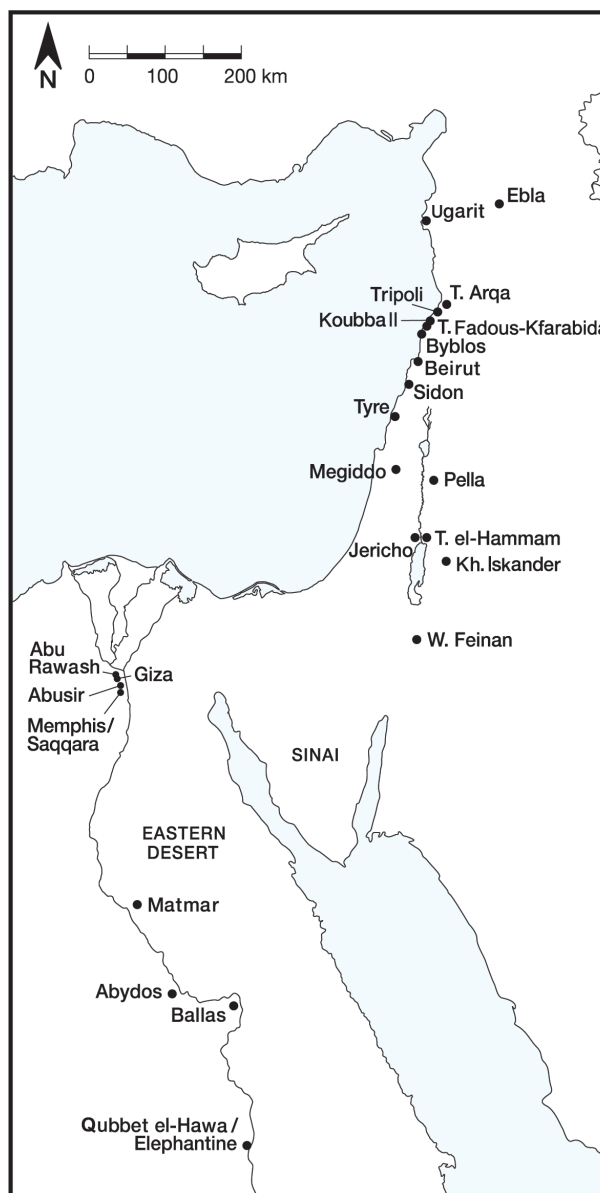 N
0 100 200 km
Ebla
Ugarit
T. Arqa
Tripoli
Koubba II
T. Fadous-Kfarabida
Byblos
Beirut
Sidon
Tyre
Megiddo
Pella
T. el-Hammam
Jericho
Kh. Iskander
W. Feinan
Abu
Rawash
Giza
Abusir
Memphis/
Saqqara
SINAI
EASTERN
DESERT
Matmar
Abydos
Ballas
Qubbet el-Hawa/
Elephantine